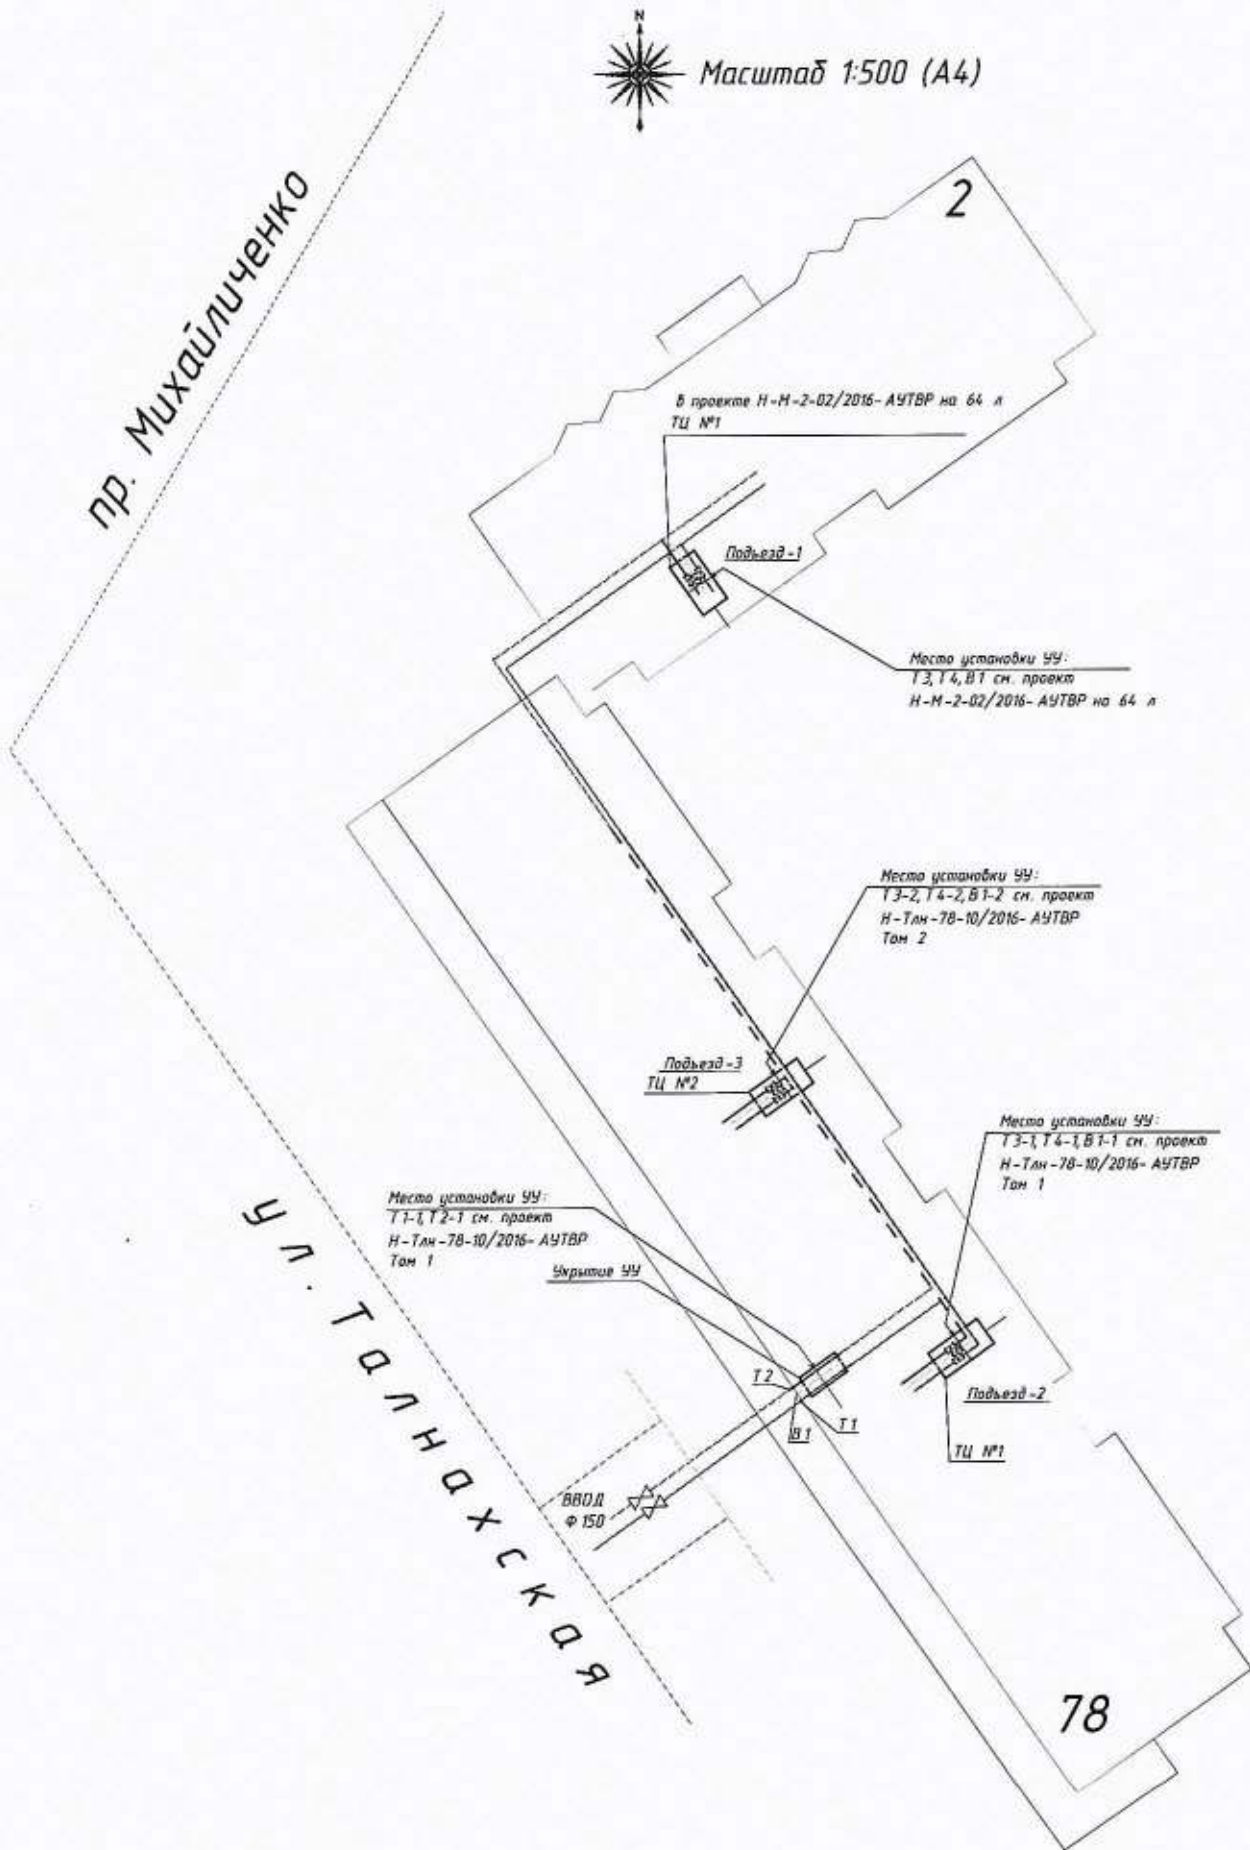 N
Масштаб 1:500 (А4)
пр. Михайличенко
2
В проекте Н-М-2-02/2016- АУТВР на 64 л
ТЦ №1
Подъезд-1
Место установки УУ:
Т3, Т4, В1 см. проект
Н-М-2-02/2016- АУТВР на 64 л
Место установки УУ:
Т3-2, Т4-2, В1-2 см. проект
Н-Тлн-78-10/2016- АУТВР
Том 2
Подъезд-3
ТЦ №2
Место установки УУ:
Т3-1, Т4-1, В1-1 см. проект
Н-Тлн-78-10/2016- АУТВР
Том 1
Место установки УУ:
Т1-1, Т2-1 см. проект
Н-Тлн-78-10/2016- АУТВР
Том 1
Укрытие УУ
ул. Талнахская
Т2
В1
Т1
Подъезд-2
ТЦ №1
ВВОД
Ф 150
78